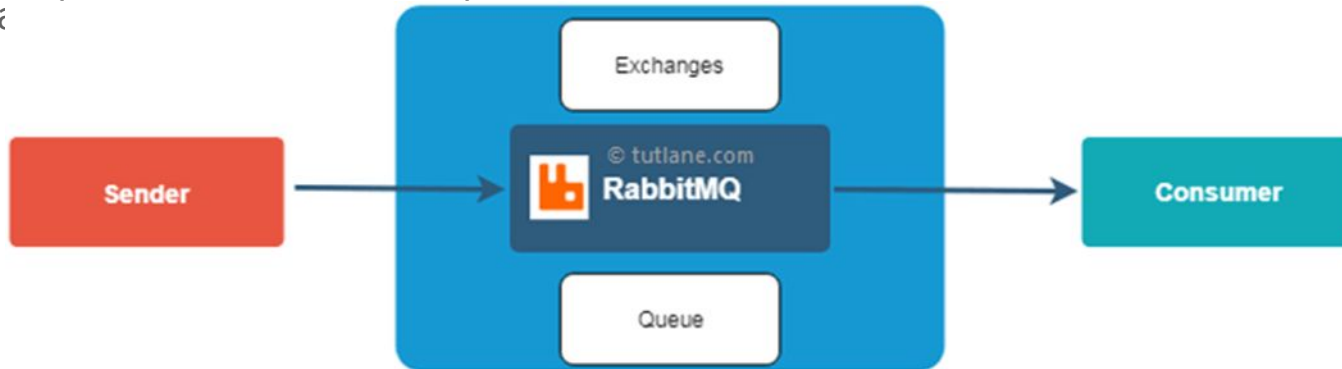 Exchanges
© tutlane.com
Sender
RabbitMQ
Consumer
Queue